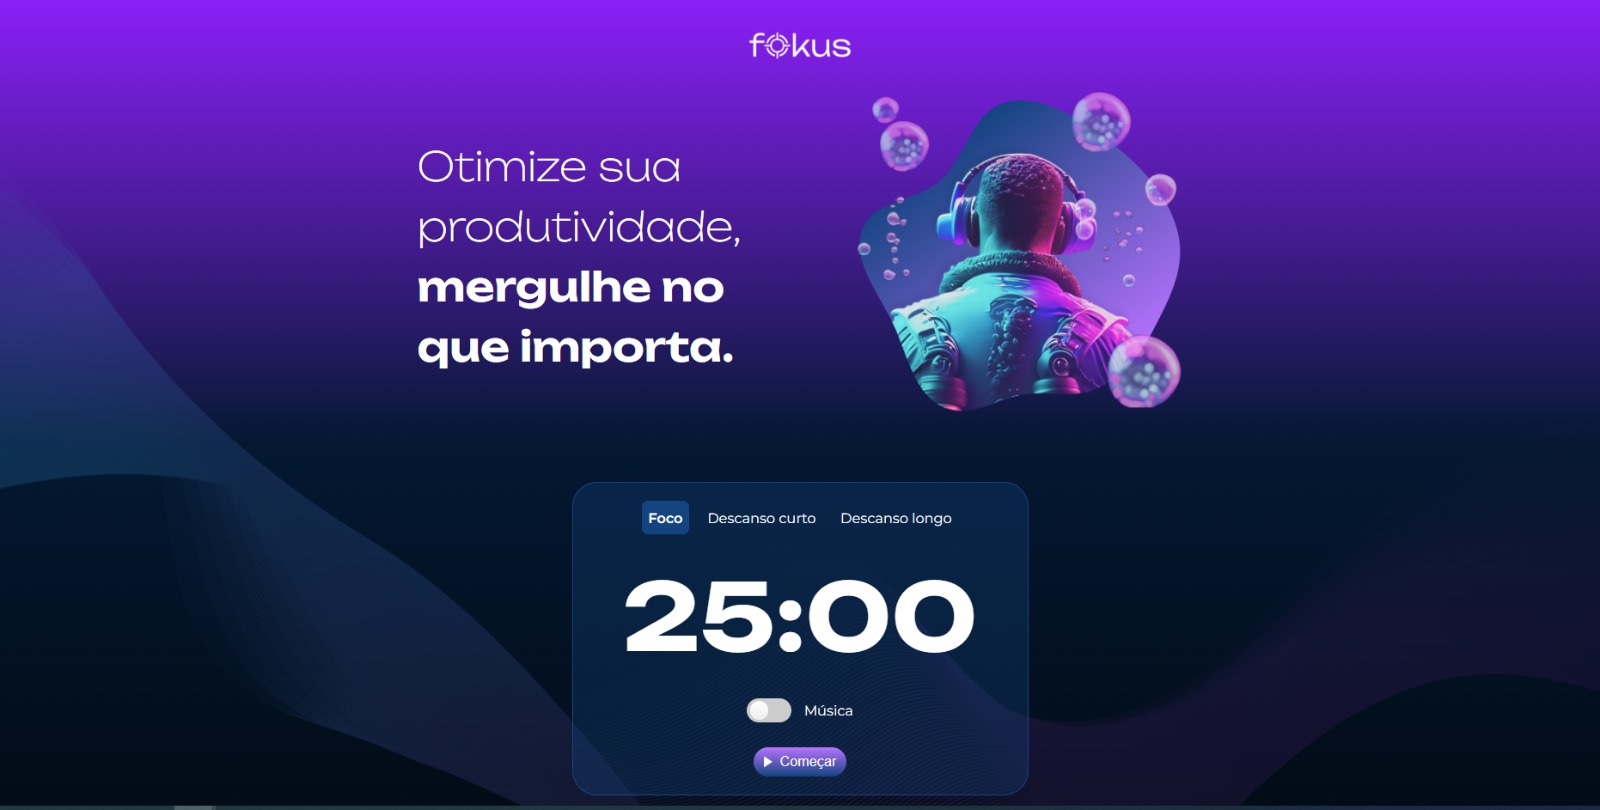 fokus
Otimize sua
produtividade,
mergulhe no
que importa.
Foco Descanso curto Descanso longo
25:00
Música
Começar